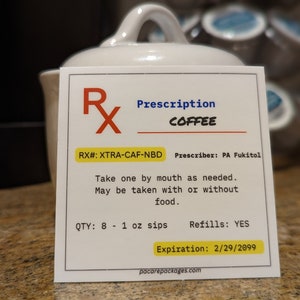 Rx
Prescription
COFFEE
RX#: XTRA-CAF-NBD Prescriber: PA Fukitol
Take one by mouth as needed.
May be taken with or without
food.
QTY: 8 - 1 oz sips Refills: YES
Expiration: 2/29/2099
pacarepackages.com